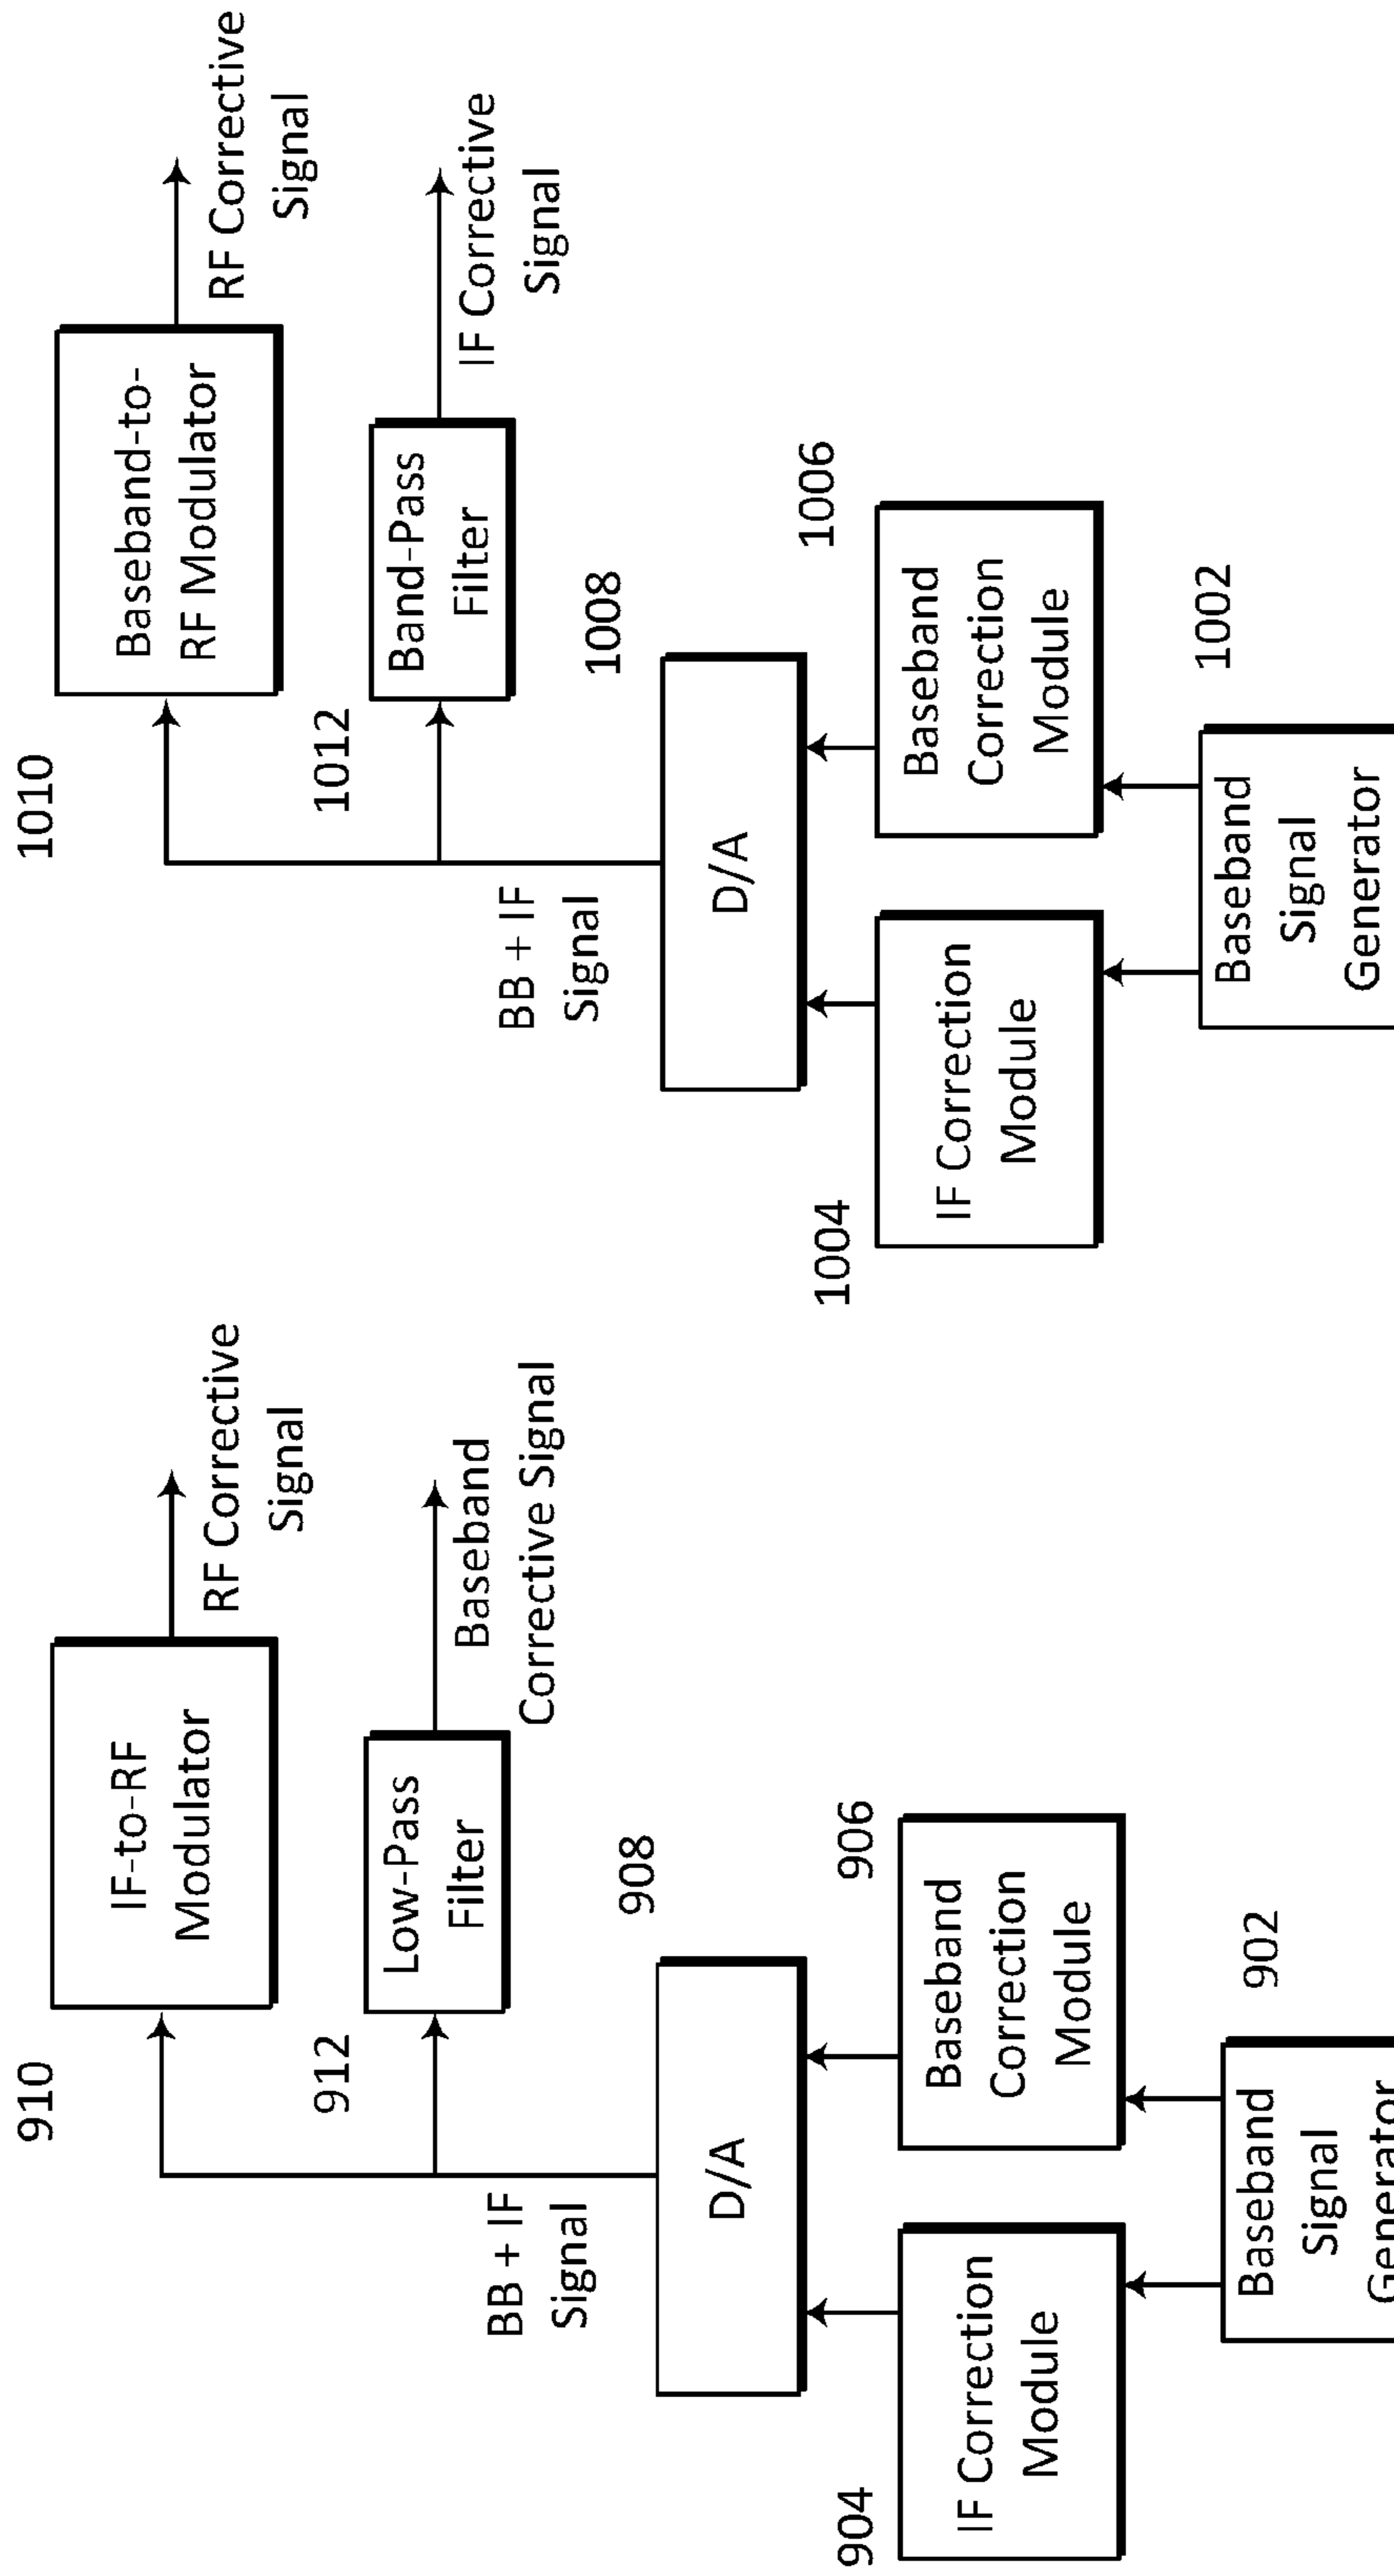 910
IF-to-RF
Modulator
RF Corrective
Signal
912
Low-Pass
Filter
Baseband
Corrective Signal
BB + IF
Signal
908
D/A
904
IF Correction
Module
906
Baseband
Correction
Module
902
Baseband
Signal
Generator
1010
Baseband-to-
RF Modulator
RF Corrective
Signal
1012
Band-Pass
Filter
IF Corrective
Signal
BB + IF
Signal
1008
D/A
1004
IF Correction
Module
1006
Baseband
Correction
Module
1002
Baseband
Signal
Generator